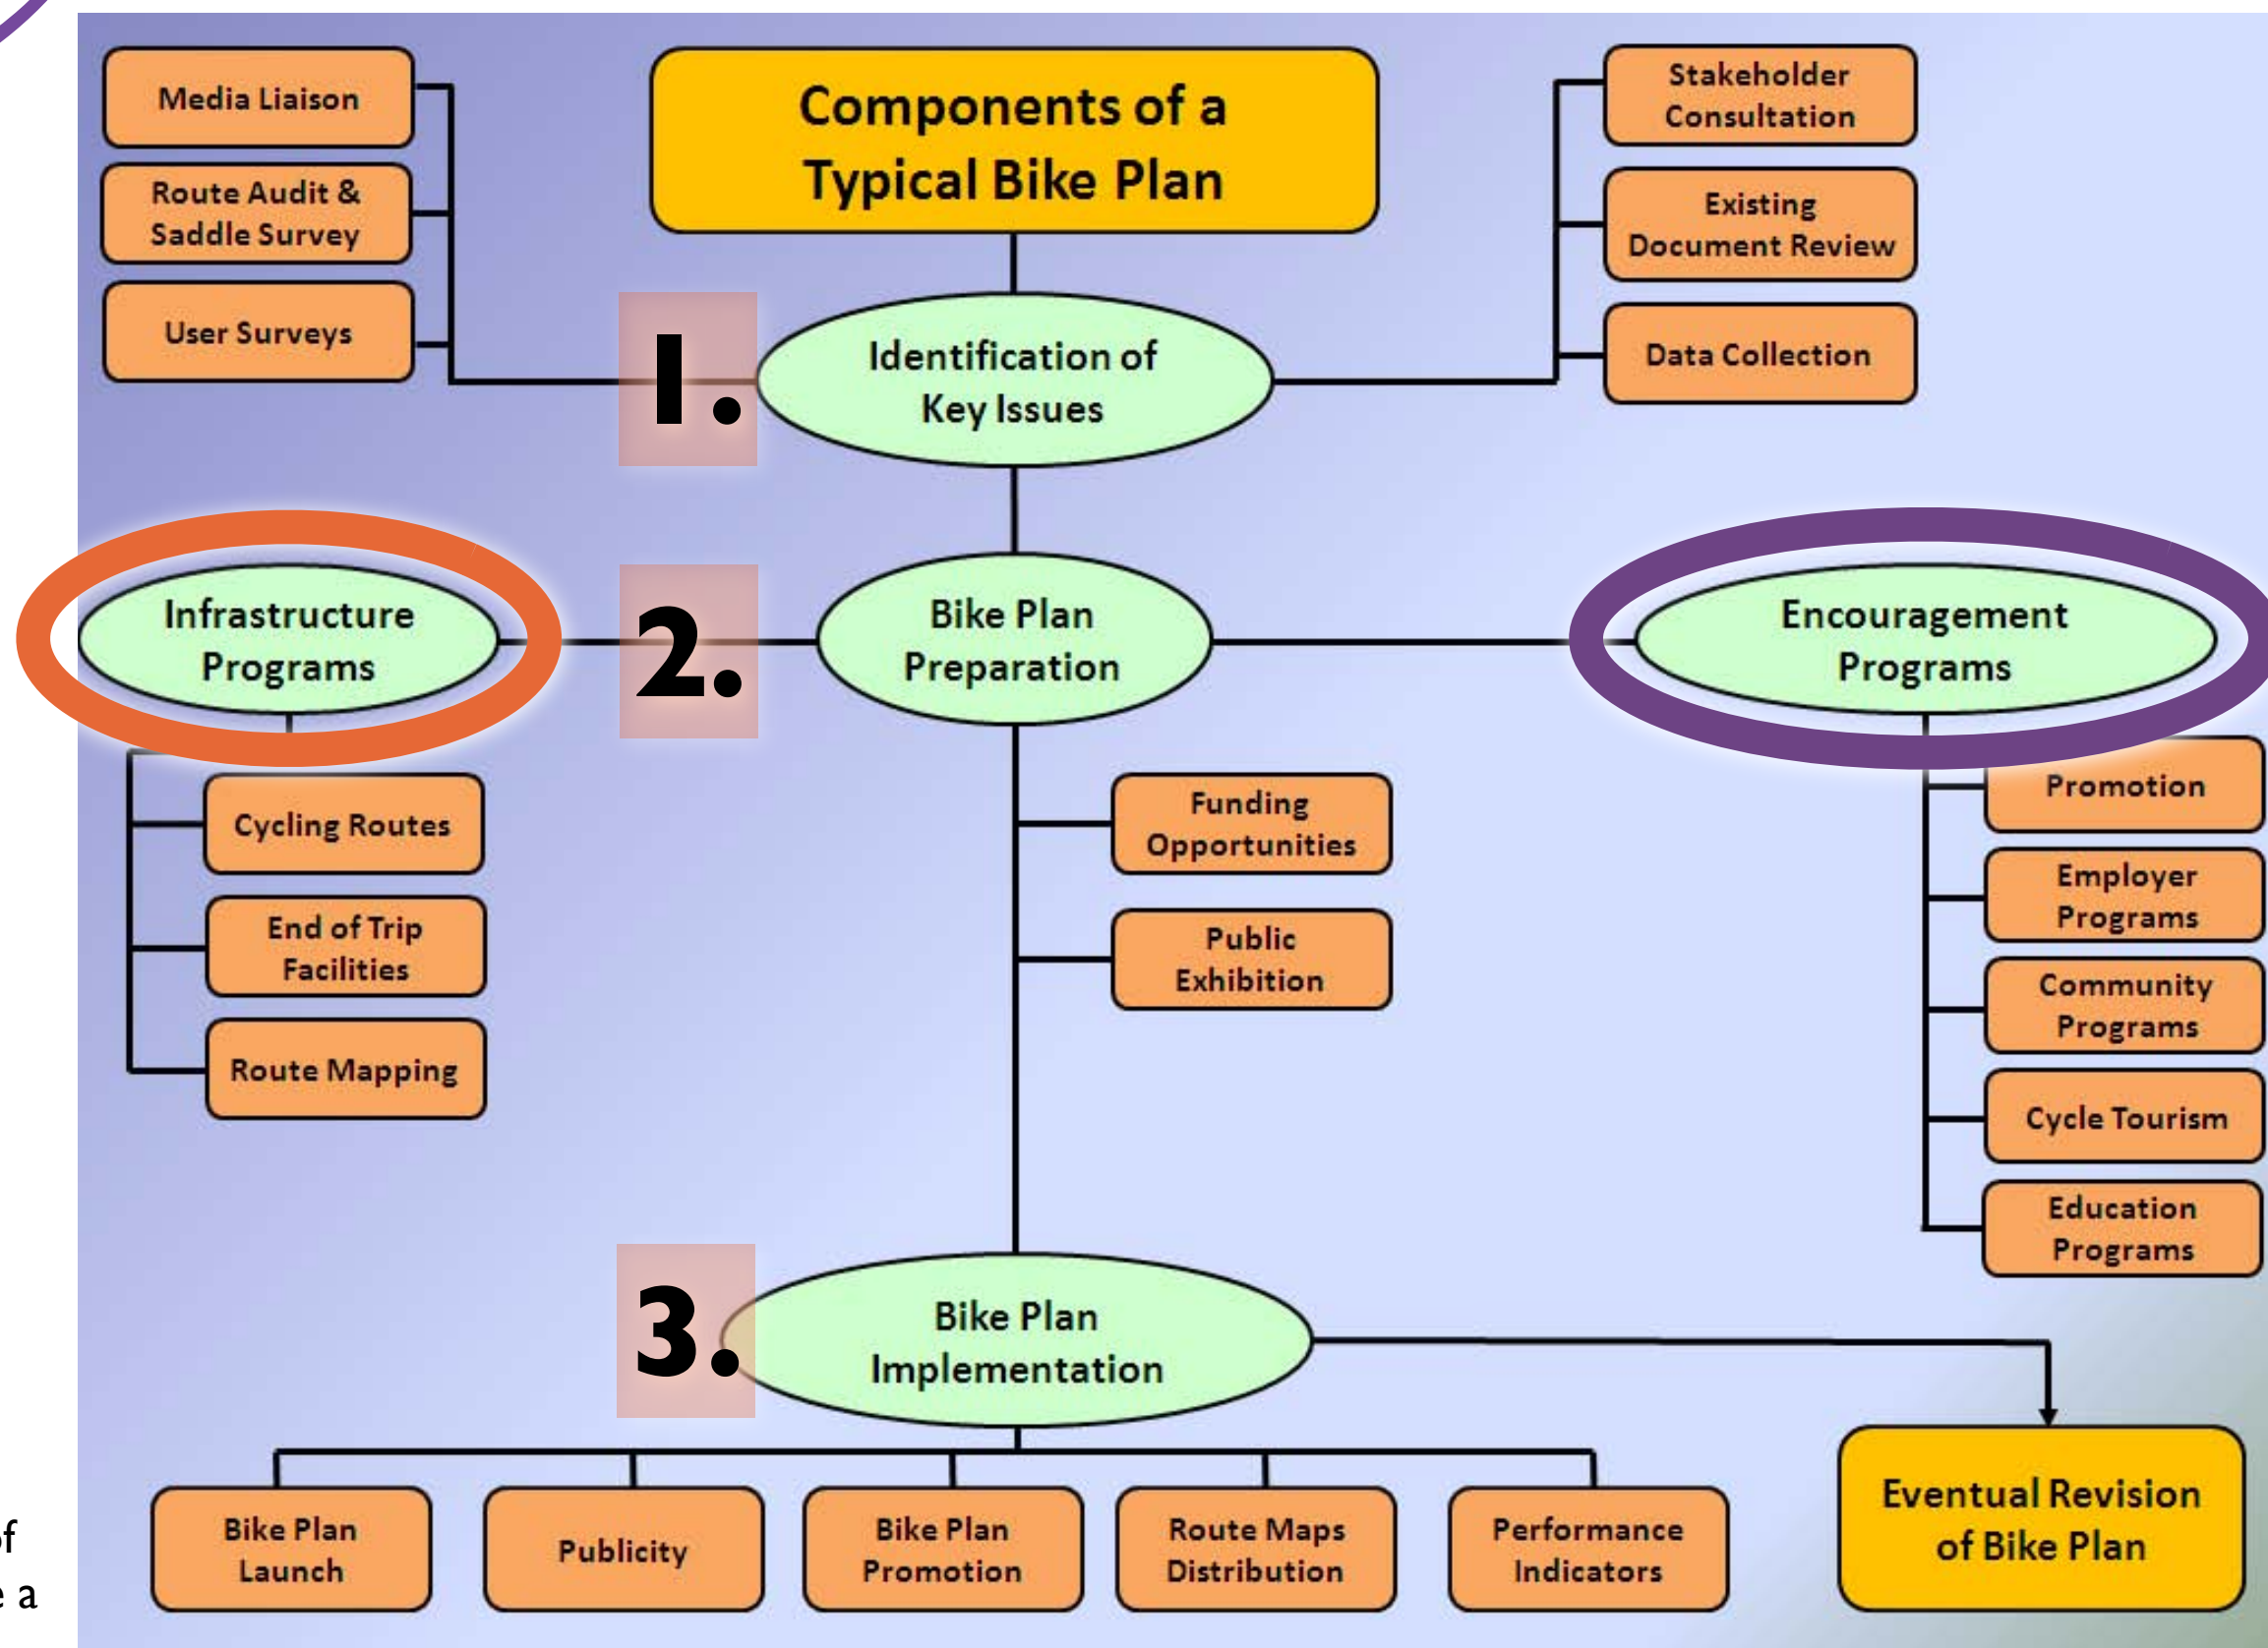 Components of a
Typical Bike Plan
Media Liaison
Route Audit &
Saddle Survey
User Surveys
Stakeholder
Consultation
Existing
Document Review
Data Collection
1.
Identification of
Key Issues
Infrastructure
Programs
2.
Bike Plan
Preparation
Encouragement
Programs
Cycling Routes
End of Trip
Facilities
Route Mapping
Funding
Opportunities
Public
Exhibition
Promotion
Employer
Programs
Community
Programs
Cycle Tourism
Education
Programs
3.
Bike Plan
Implementation
Bike Plan
Launch
Publicity
Bike Plan
Promotion
Route Maps
Distribution
Performance
Indicators
Eventual Revision
of Bike Plan
of
a